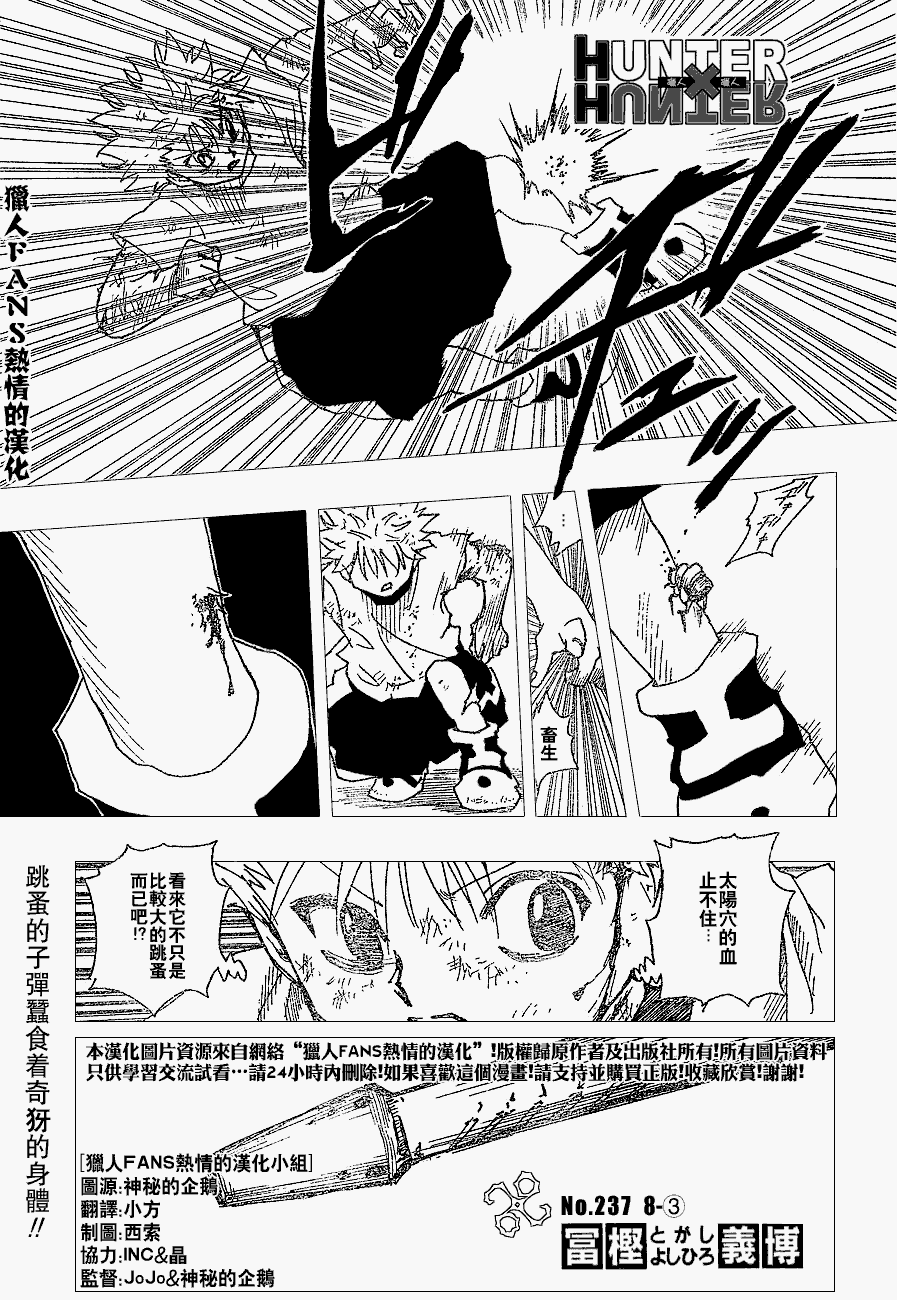 HUNTER
獵人×獵人
HUNTER
獵人FANS熱情的漢化
…
畜生
太陽穴的血
止不住…
看來它不只是
比較大的跳蚤
而已吧!?
跳蚤的子彈蠶食着奇犽的身體!!
本漢化圖片資源來自網絡“獵人FANS熱情的漢化”!版權歸原作者及出版社所有!所有圖片資料
只供學習交流試看…請24小時內刪除!如果喜歡這個漫畫!請支持並購買正版!收藏欣賞!謝謝!
[獵人FANS熱情的漢化小組]
圖源:神秘的企鵝
翻譯:小方
制圖:西索
協力:INC&晶
監督:JoJo&神秘的企鵝
No.237 8-③
冨樫とがしよしひろ義博